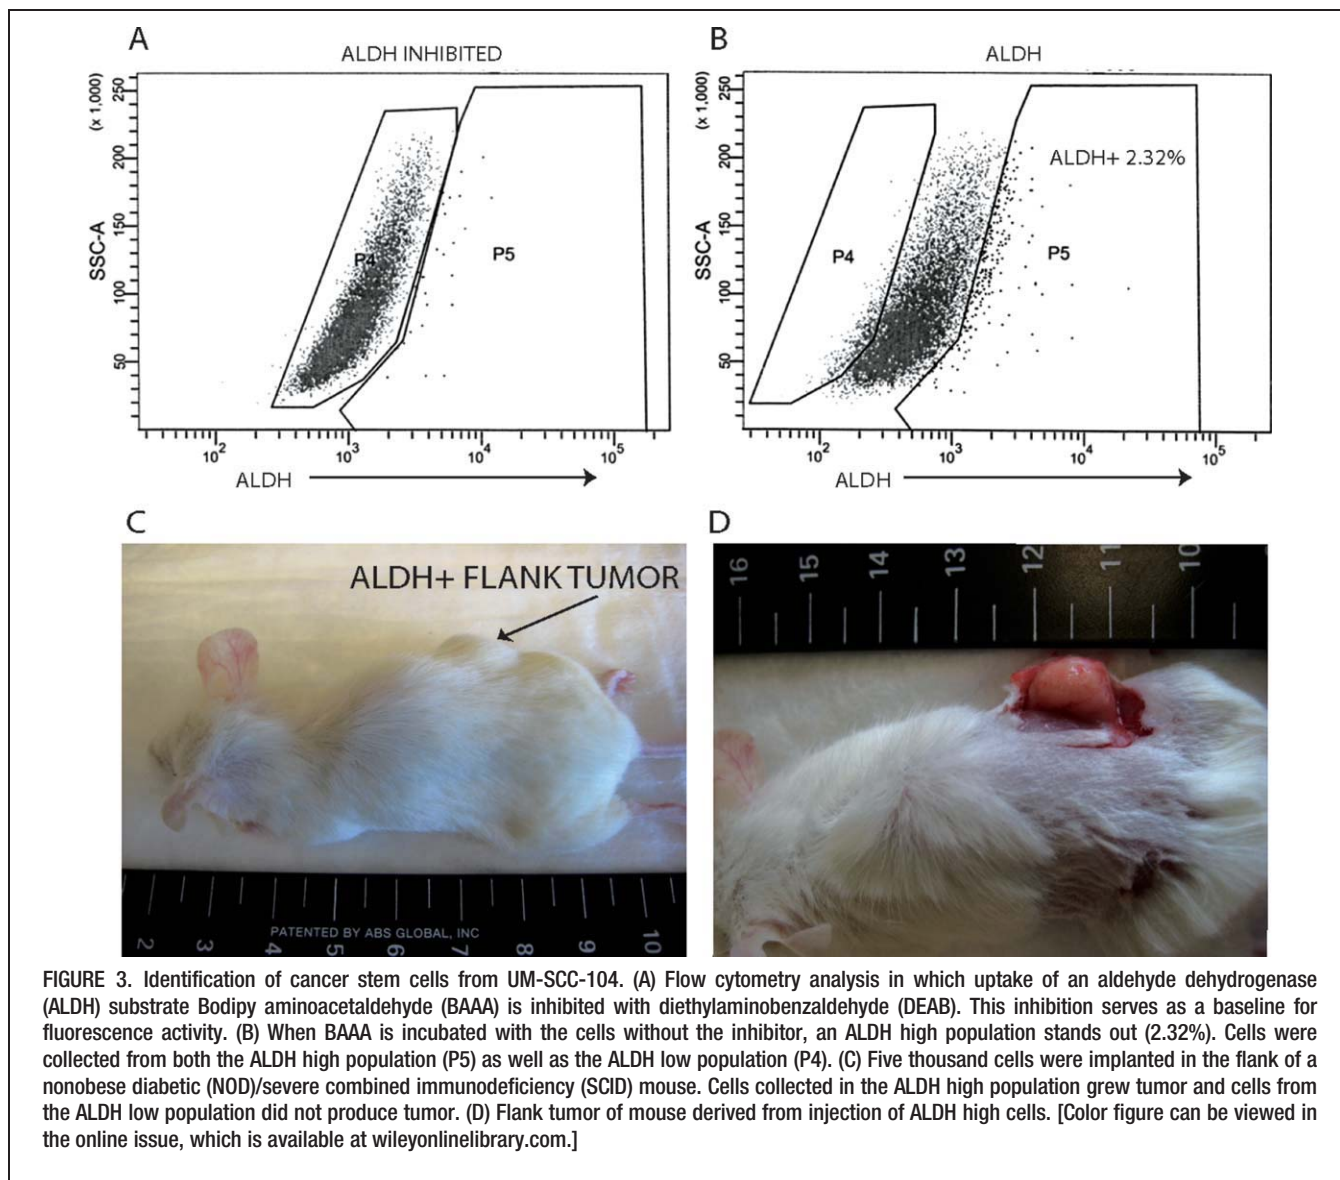 A
ALDH INHIBITED
(x 1,000)
SSC-A
250
200
150
100
50
P4
P5
10²
10³
10⁴
10⁵
ALDH
B
ALDH
(x 1,000)
SSC-A
250
200
150
100
50
ALDH+ 2.32%
P4
P5
10²
10³
10⁴
10⁵
ALDH
C
ALDH+ FLANK TUMOR
PATENTED BY ABS GLOBAL, INC
2 3 4 5 6 7 8 9 10
D
16 15 14 13 12 11 10
FIGURE 3. Identification of cancer stem cells from UM-SCC-104. (A) Flow cytometry analysis in which uptake of an aldehyde dehydrogenase
(ALDH) substrate Bodipy aminoacetaldehyde (BAAA) is inhibited with diethylaminobenzaldehyde (DEAB). This inhibition serves as a baseline for
fluorescence activity. (B) When BAAA is incubated with the cells without the inhibitor, an ALDH high population stands out (2.32%). Cells were
collected from both the ALDH high population (P5) as well as the ALDH low population (P4). (C) Five thousand cells were implanted in the flank of a
nonobese diabetic (NOD)/severe combined immunodeficiency (SCID) mouse. Cells collected in the ALDH high population grew tumor and cells from
the ALDH low population did not produce tumor. (D) Flank tumor of mouse derived from injection of ALDH high cells. [Color figure can be viewed in
the online issue, which is available at wileyonlinelibrary.com.]